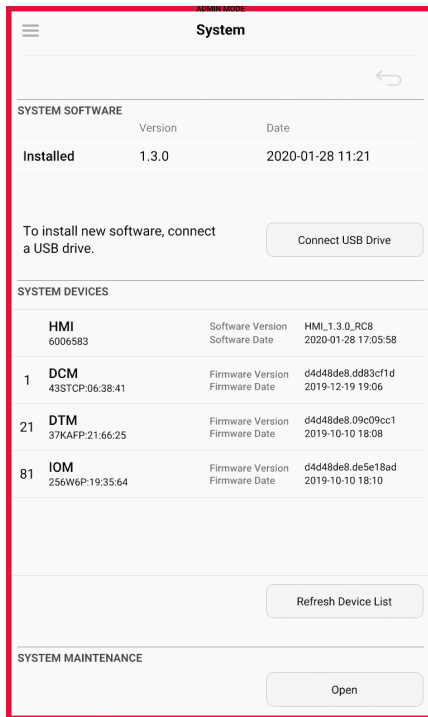 ADMIN MODE
System
SYSTEM SOFTWARE
Version Date
Installed 1.3.0 2020-01-28 11:21
To install new software, connect
a USB drive.
Connect USB Drive
SYSTEM DEVICES
HMI Software Version HMI_1.3.0_RC8
6006583 Software Date 2020-01-28 17:05:58
1 DCM Firmware Version d4d48de8.dd83cf1d
43STCP:06:38:41 Firmware Date 2019-12-19 19:06
21 DTM Firmware Version d4d48de8.09c09cc1
37KAFP:21:66:25 Firmware Date 2019-10-10 18:08
81 IOM Firmware Version d4d48de8.de5e18ad
256W6P:19:35:64 Firmware Date 2019-10-10 18:10
Refresh Device List
SYSTEM MAINTENANCE
Open